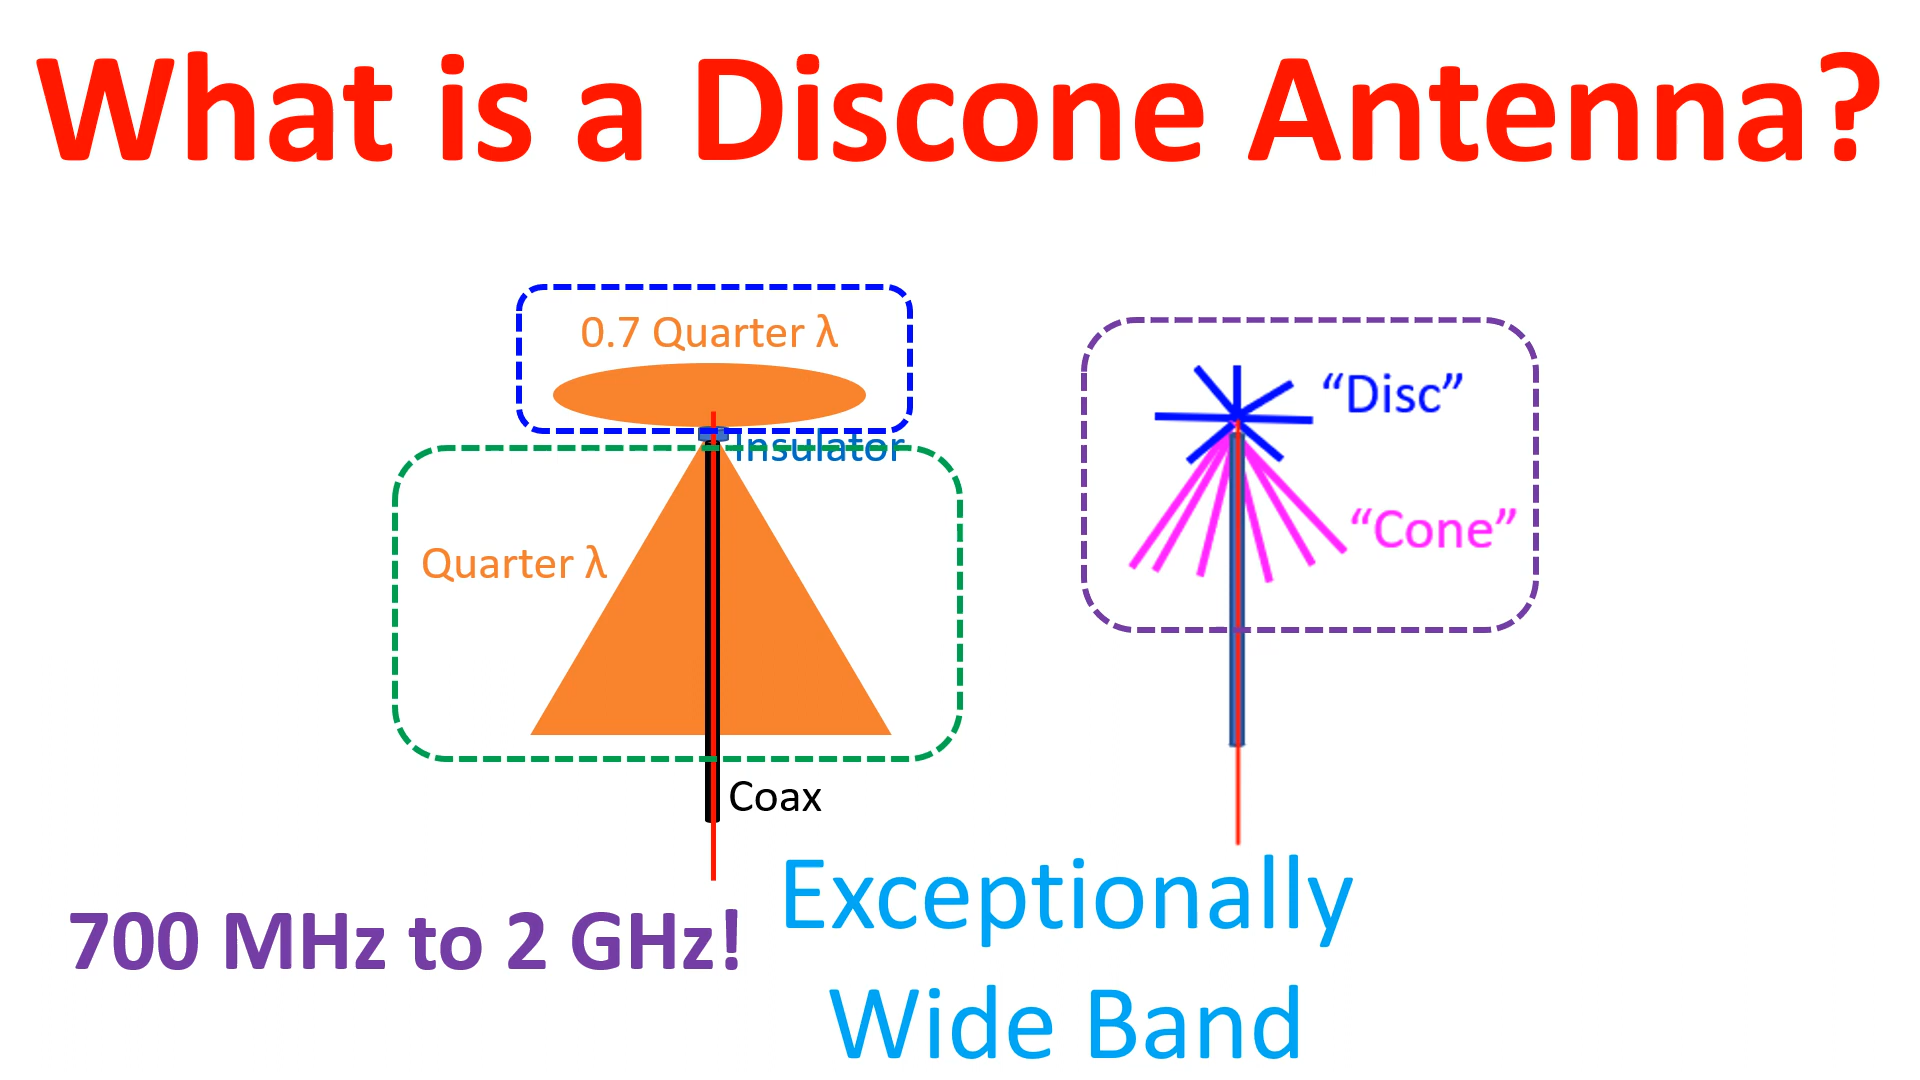 What is a Discone Antenna?
0.7 Quarter λ
Insulator
Quarter λ
Coax
“Disc”
“Cone”
700 MHz to 2 GHz!
Exceptionally
Wide Band